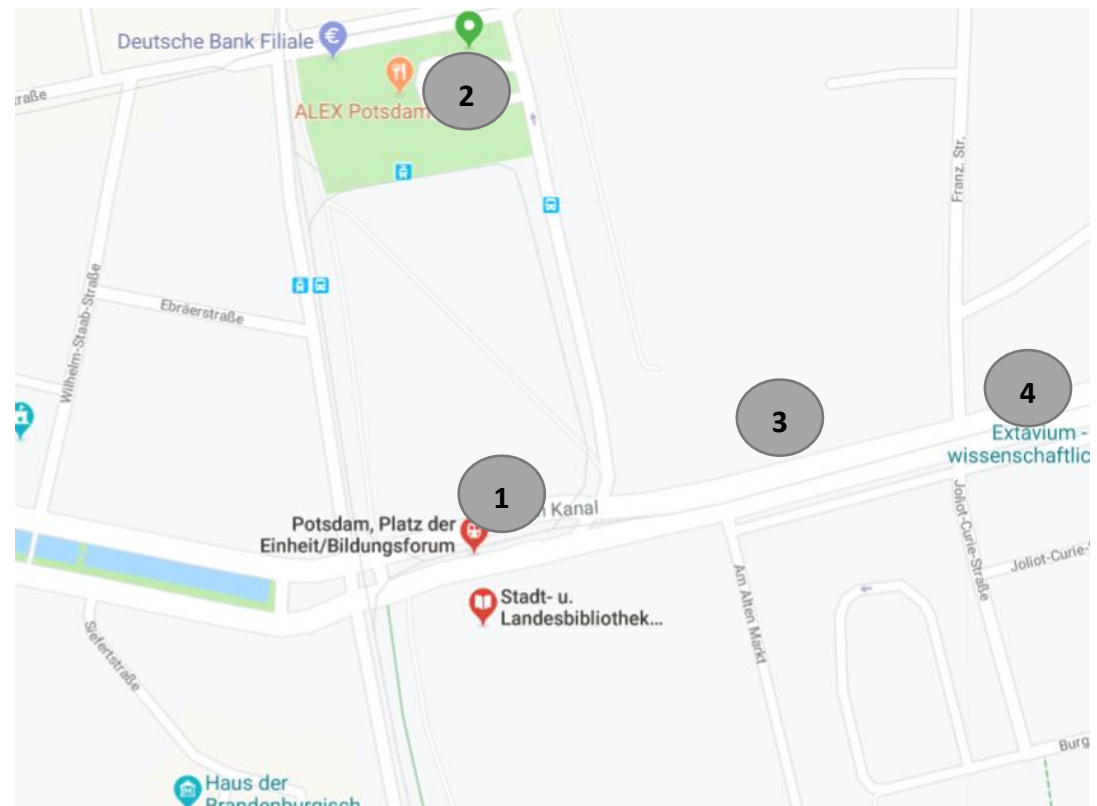 Deutsche Bank Filiale
€
2
raße
ALEX Potsdam
Franz. Str.
Wilhelm-Staab-Straße
Ebräerstraße
4
3
Extavium -
wissenschaftlic
1
Kanal
Potsdam, Platz der
Einheit/Bildungsforum
Joliot-Curie-Straße
Joliot-Curie-
Stadt- u.
Landesbibliothek...
Am Alten Markt
Siefertstraße
Burg
Haus der
Brandenburgisch